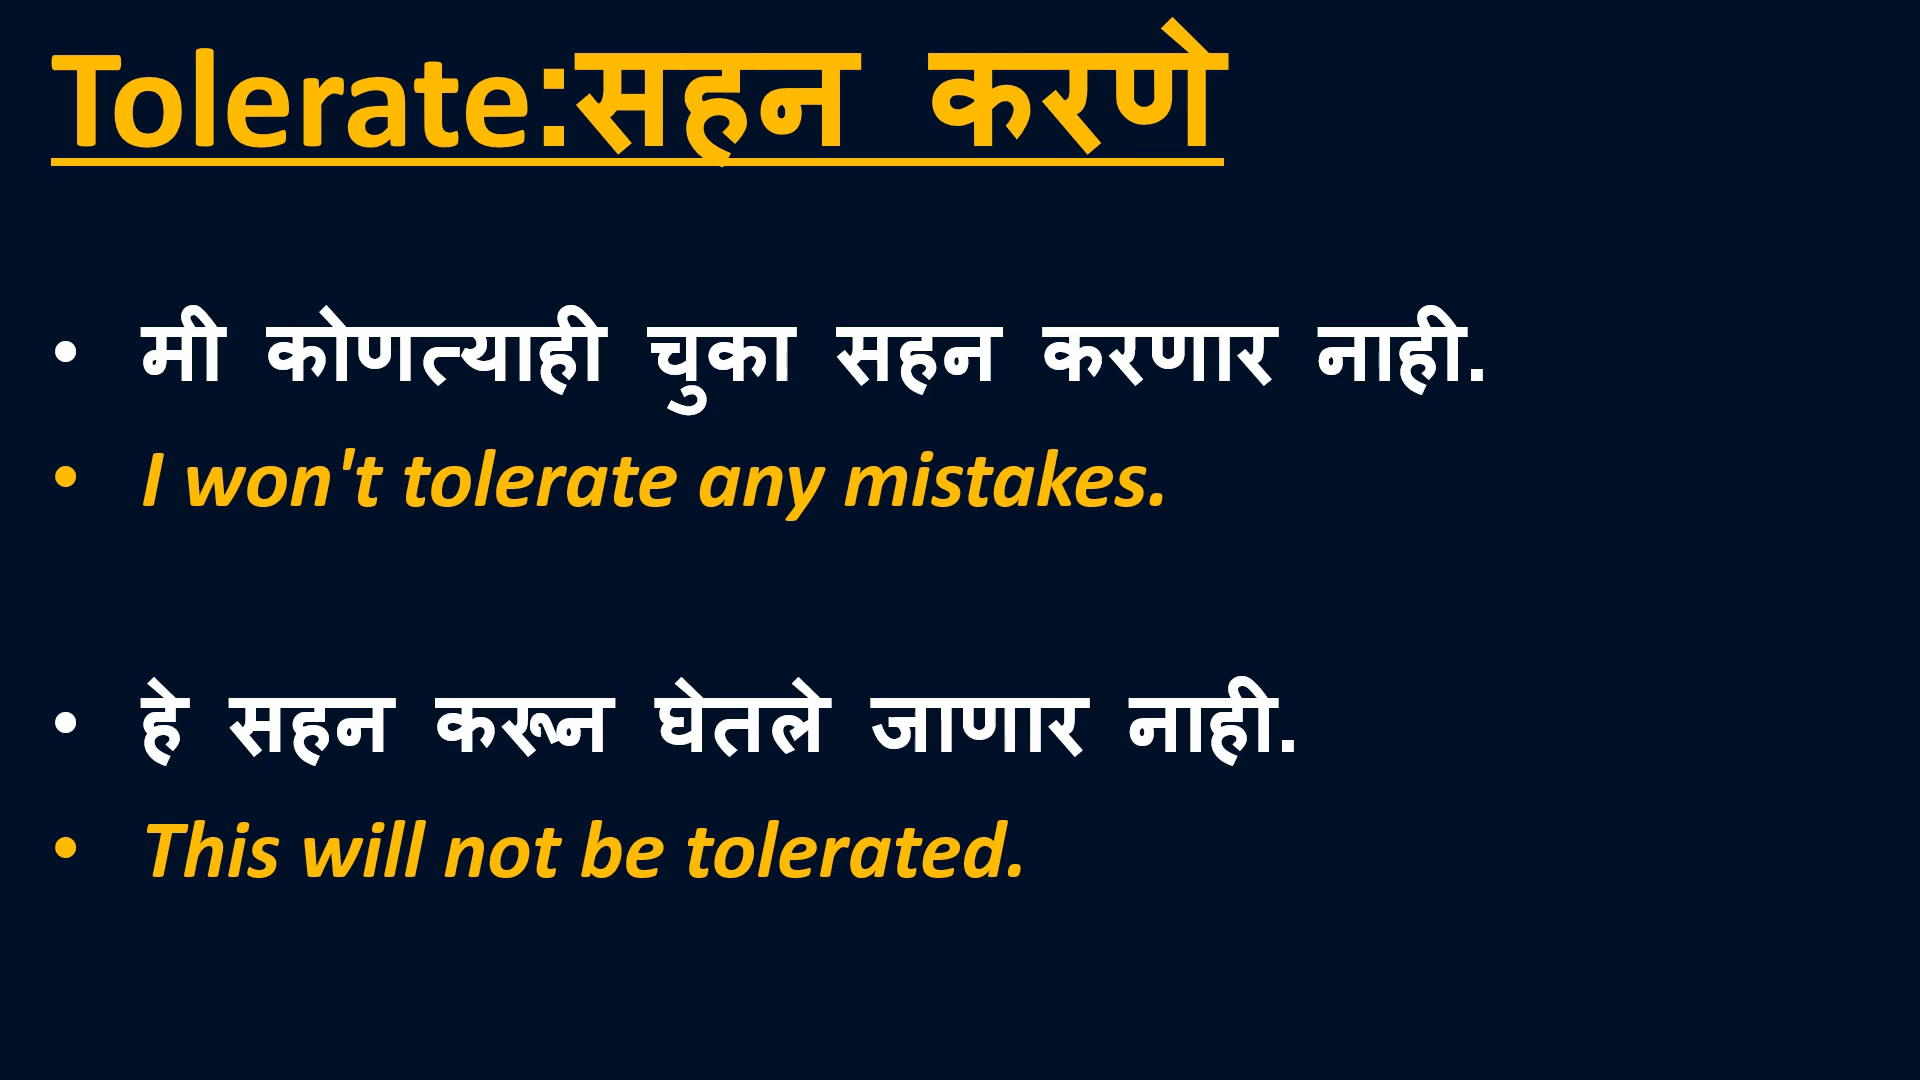 Tolerate:सहन करणे
• मी कोणत्याही चुका सहन करणार नाही.
• I won't tolerate any mistakes.
• हे सहन करून घेतले जाणार नाही.
• This will not be tolerated.